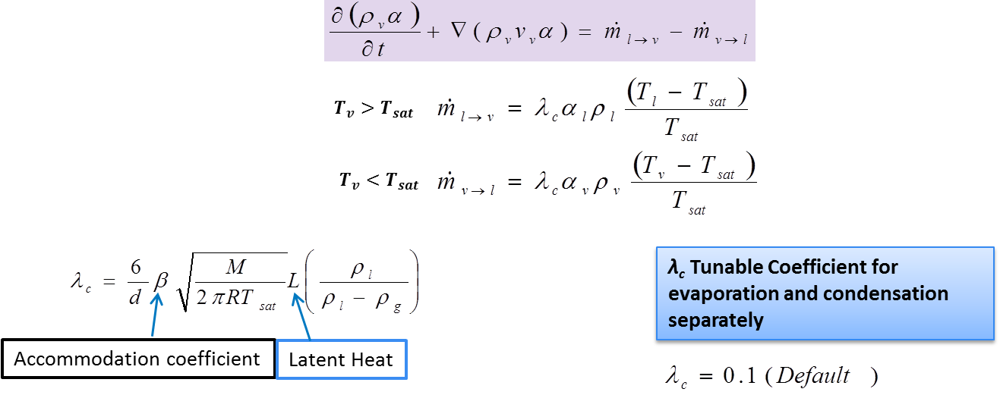 ∂(ρ_v α)/∂t + ∇(ρ_v v_v α) = ṁ_{l→v} − ṁ_{v→l}
T_v > T_sat ṁ_{l→v} = λ_c α_l ρ_l (T_l − T_sat)/T_sat
T_v < T_sat ṁ_{v→l} = λ_c α_v ρ_v (T_v − T_sat)/T_sat
λ_c = 6/d β √(M/(2πRT_sat)) L (ρ_l/(ρ_l − ρ_g))
Accommodation coefficient
Latent Heat
λ_c Tunable Coefficient for
evaporation and condensation
separately
λ_c = 0.1 (Default)